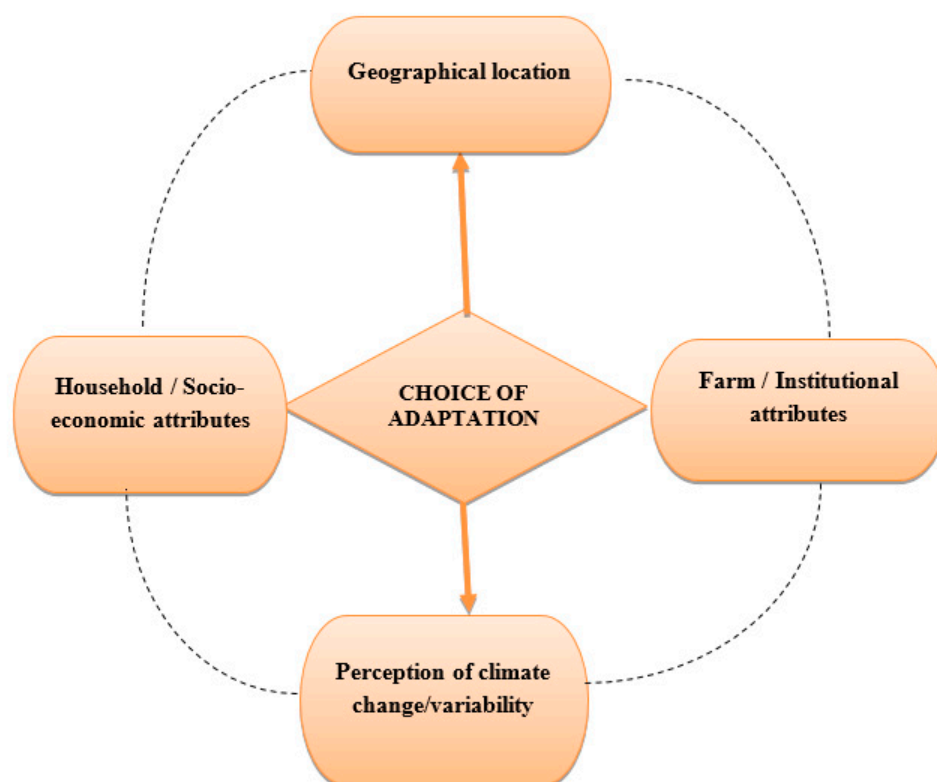 Geographical location
Household / Socio-
economic attributes
CHOICE OF
ADAPTATION
Farm / Institutional
attributes
Perception of climate
change/variability